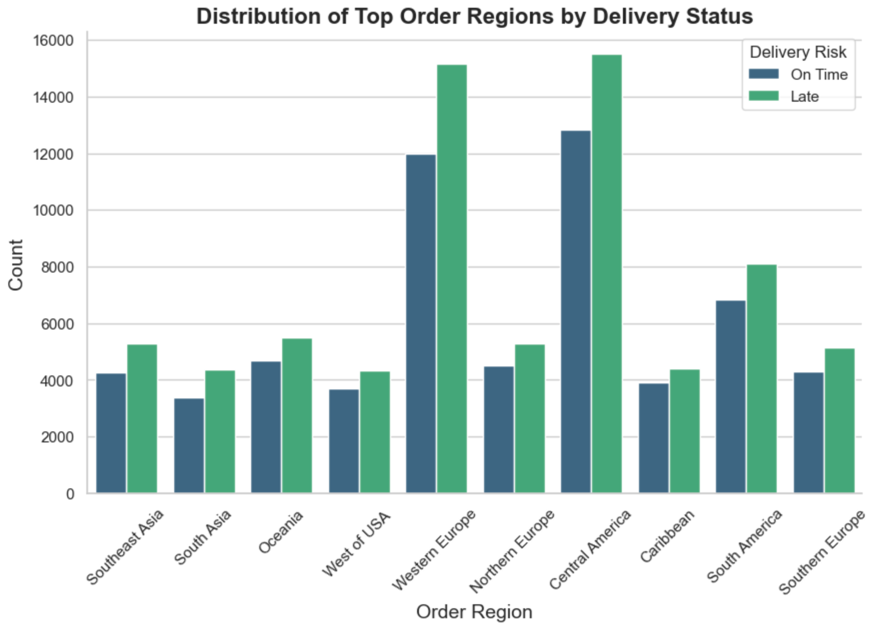 Distribution of Top Order Regions by Delivery Status
Delivery Risk
On Time
Late
Count
16000
14000
12000
10000
8000
6000
4000
2000
0
Southeast Asia
South Asia
Oceania
West of USA
Western Europe
Northern Europe
Central America
Caribbean
South America
Southern Europe
Order Region